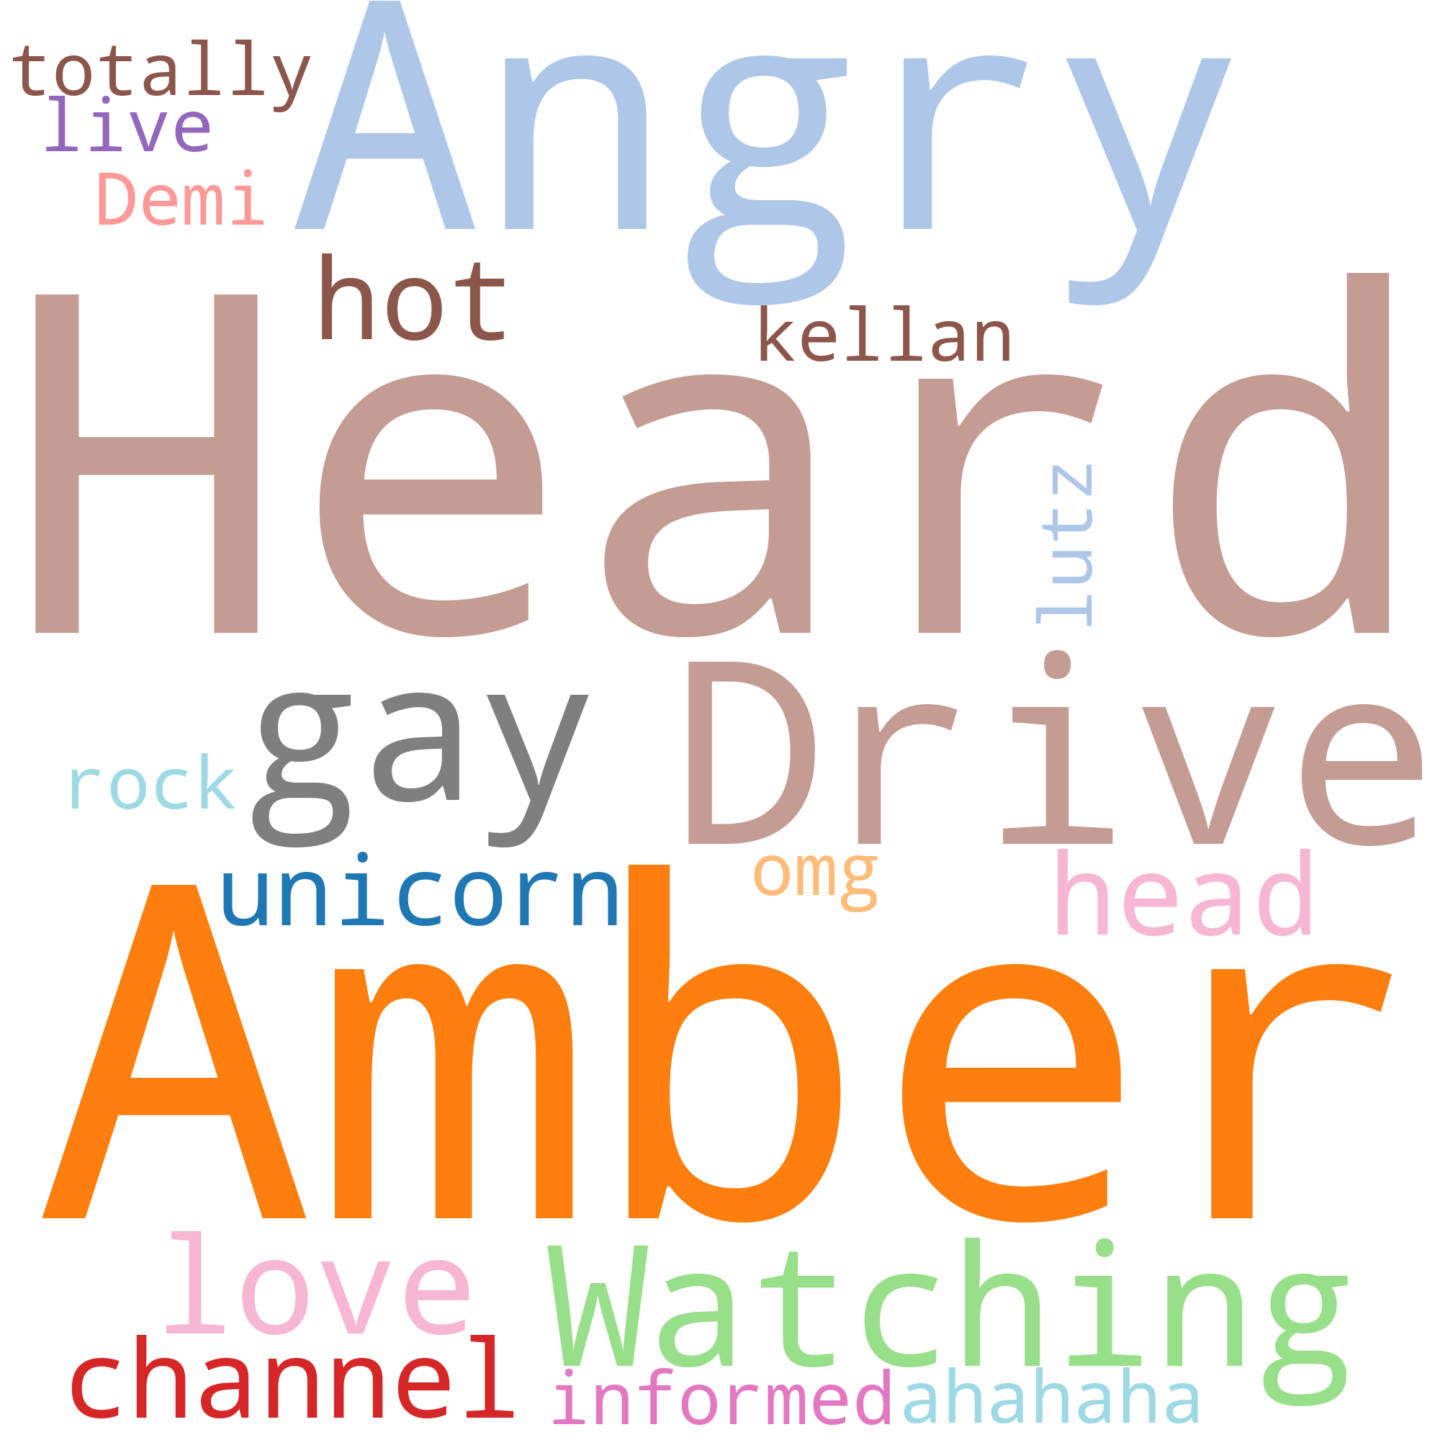 totally
Angry
live
Demi
hot
kellan
Heard
lutz
gay
Drive
rock
unicorn
omg
head
Amber
love
Watching
channel
informed
ahahaha